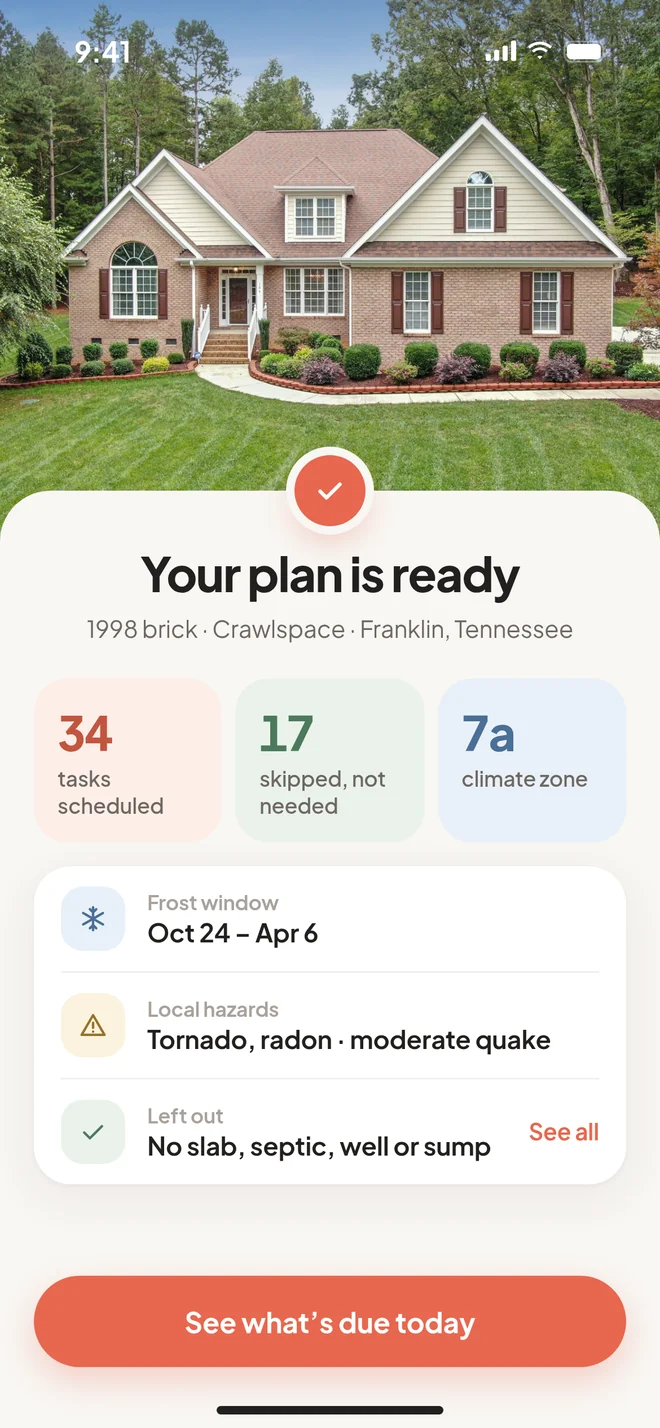 9:41
Your plan is ready
1998 brick · Crawlspace · Franklin, Tennessee
34
tasks
scheduled
17
skipped, not
needed
7a
climate zone
Frost window
Oct 24 – Apr 6
Local hazards
Tornado, radon · moderate quake
Left out
No slab, septic, well or sump
See all
See what’s due today